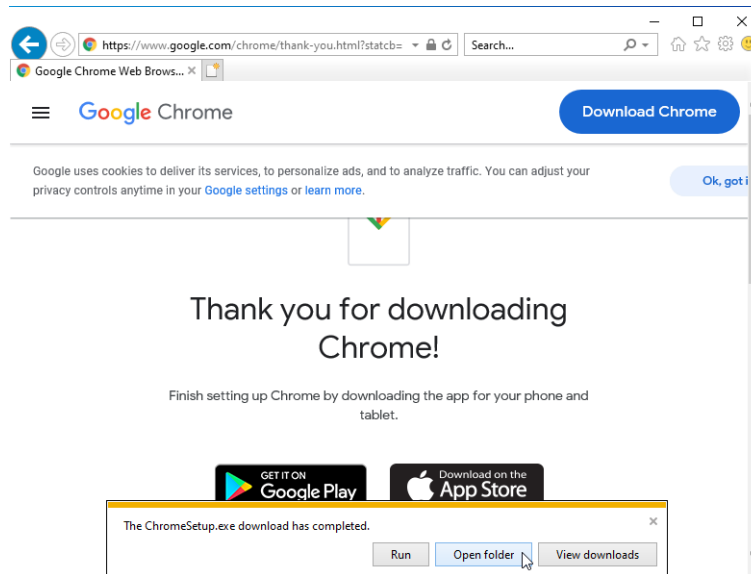 https://www.google.com/chrome/thank-you.html?statcb=
Search...
Google Chrome Web Brows...
Google Chrome
Download Chrome
Google uses cookies to deliver its services, to personalize ads, and to analyze traffic. You can adjust your
privacy controls anytime in your Google settings or learn more.
Ok, got i
Thank you for downloading
Chrome!
Finish setting up Chrome by downloading the app for your phone and
tablet.
GET IT ON
Google Play
Download on the
App Store
The ChromeSetup.exe download has completed.
Run
Open folder
View downloads